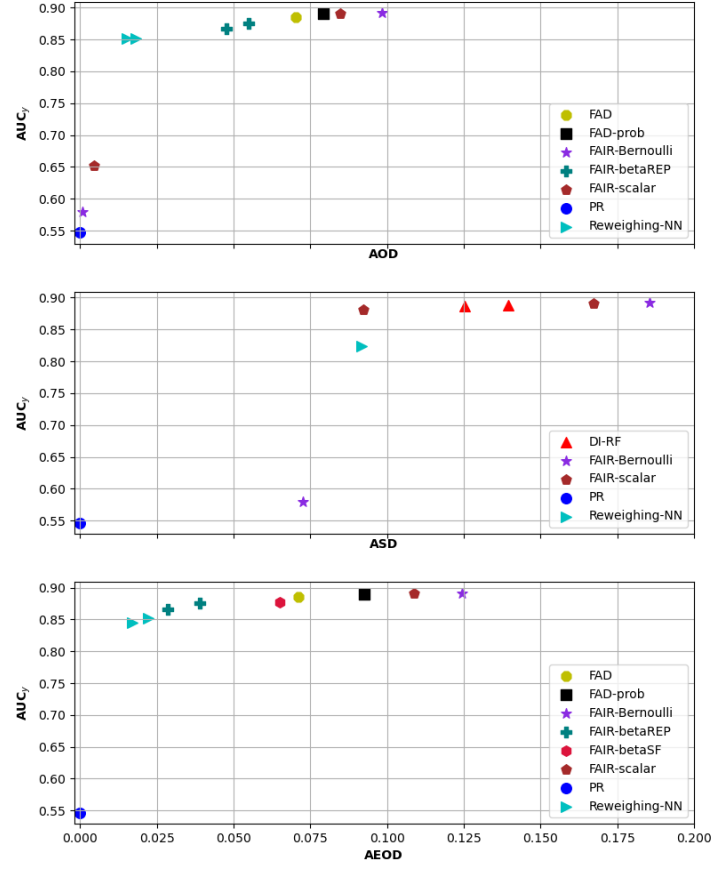 0.90
0.85
0.80
0.75
0.70
0.65
0.60
0.55
AUCy
FAD
FAD-prob
FAIR-Bernoulli
FAIR-betaREP
FAIR-scalar
PR
Reweighing-NN
AOD
0.90
0.85
0.80
0.75
0.70
0.65
0.60
0.55
AUCy
DI-RF
FAIR-Bernoulli
FAIR-scalar
PR
Reweighing-NN
ASD
0.90
0.85
0.80
0.75
0.70
0.65
0.60
0.55
AUCy
FAD
FAD-prob
FAIR-Bernoulli
FAIR-betaREP
FAIR-betaSF
FAIR-scalar
PR
Reweighing-NN
0.000 0.025 0.050 0.075 0.100 0.125 0.150 0.175 0.200
AEOD